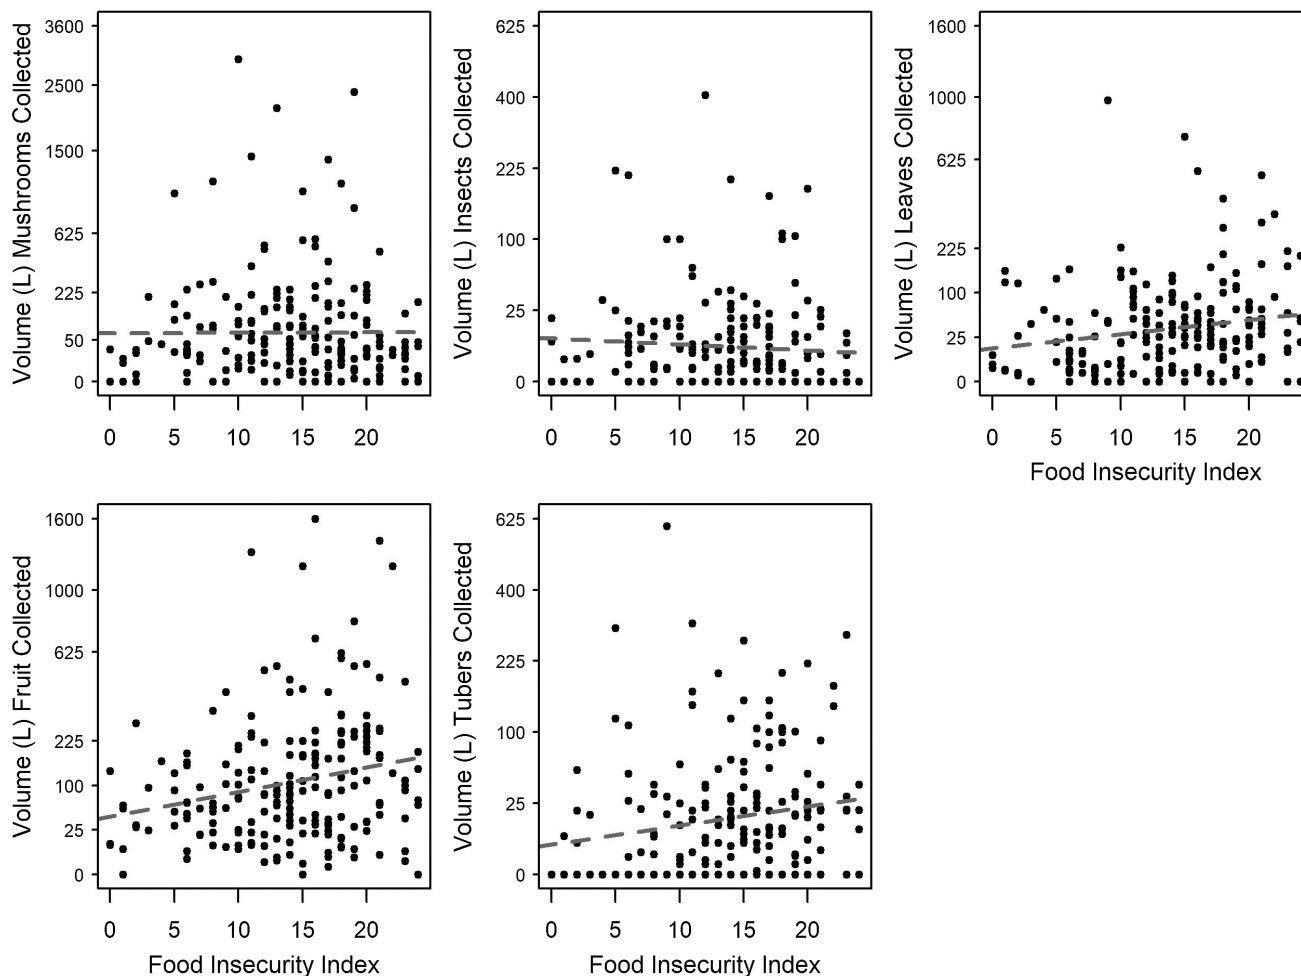 Volume (L) Mushrooms Collected
3600
2500
1500
625
225
50
0
0 5 10 15 20
Volume (L) Insects Collected
625
400
225
100
25
0
0 5 10 15 20
Volume (L) Leaves Collected
1600
1000
625
225
100
25
0
0 5 10 15 20
Food Insecurity Index
Volume (L) Fruit Collected
1600
1000
625
225
100
25
0
0 5 10 15 20
Food Insecurity Index
Volume (L) Tubers Collected
625
400
225
100
25
0
0 5 10 15 20
Food Insecurity Index